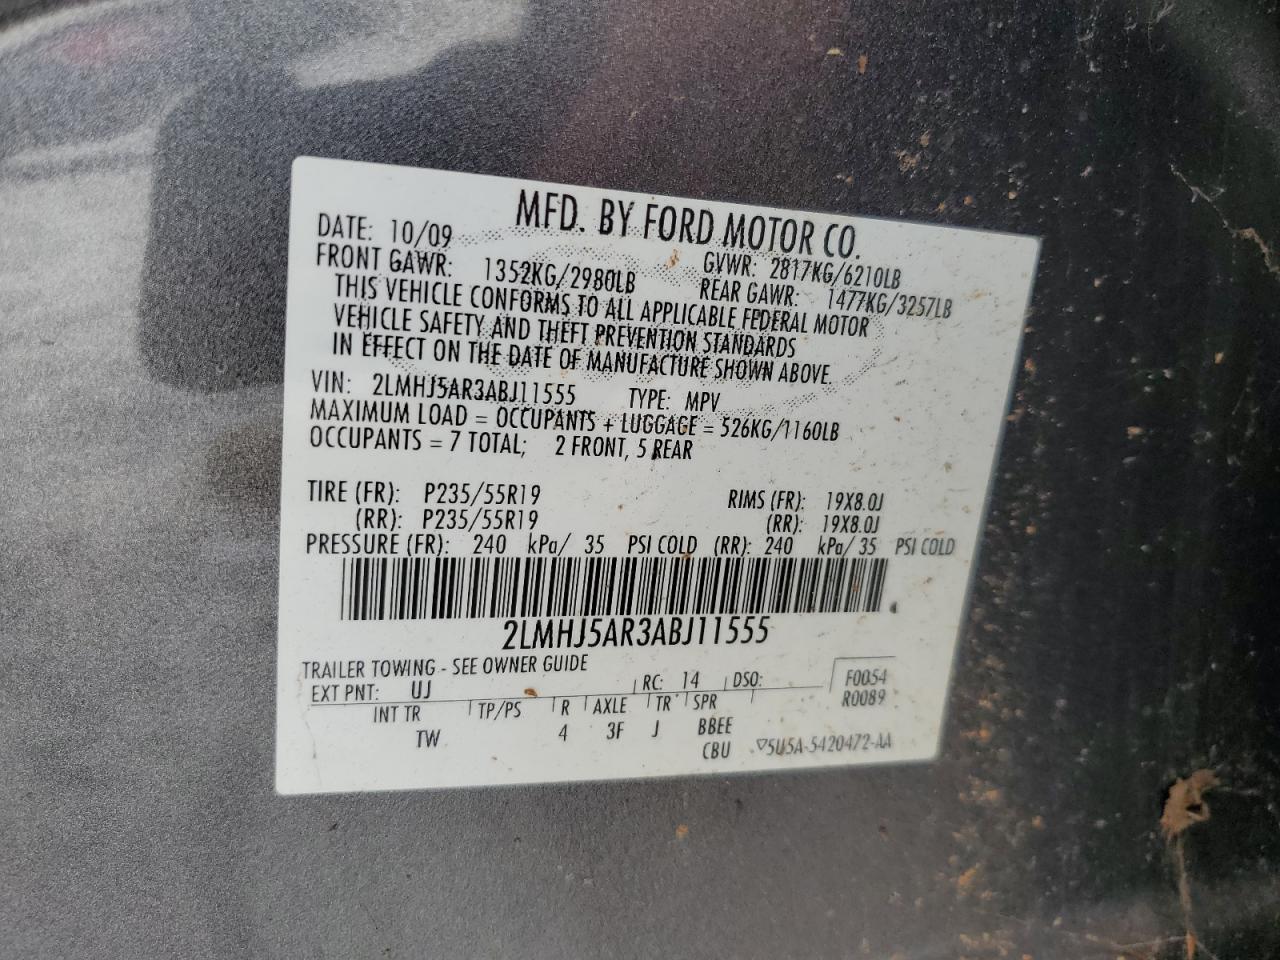 MFD. BY FORD MOTOR CO.
DATE: 10/09 GVWR: 2817KG/6210LB
FRONT GAWR: 1352KG/2980LB REAR GAWR: 1477KG/3257LB
THIS VEHICLE CONFORMS TO ALL APPLICABLE FEDERAL MOTOR
VEHICLE SAFETY AND THEFT PREVENTION STANDARDS
IN EFFECT ON THE DATE OF MANUFACTURE SHOWN ABOVE.
VIN: 2LMHJ5AR3ABJ11555 TYPE: MPV
MAXIMUM LOAD = OCCUPANTS + LUGGAGE = 526KG/1160LB
OCCUPANTS = 7 TOTAL; 2 FRONT, 5 REAR
TIRE (FR): P235/55R19 RIMS (FR): 19X8.0J
(RR): P235/55R19 (RR): 19X8.0J
PRESSURE (FR): 240 kPa/ 35 PSI COLD (RR): 240 kPa/ 35 PSI COLD
2LMHJ5AR3ABJ11555
TRAILER TOWING - SEE OWNER GUIDE
EXT PNT: UJ RC: 14 DSO: F0054
R0089
INT TR TP/PS R AXLE TR SPR
TW 4 3F J BBEE
CBU ▽5U5A-5420472-AA